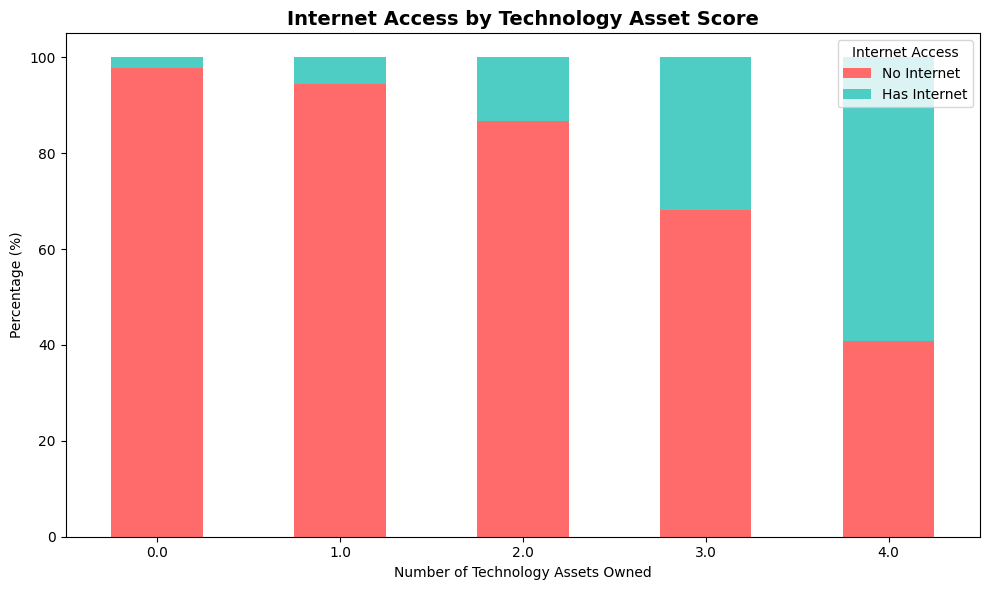 Internet Access by Technology Asset Score
Internet Access
No Internet
Has Internet
Percentage (%)
100
80
60
40
20
0
0.0 1.0 2.0 3.0 4.0
Number of Technology Assets Owned